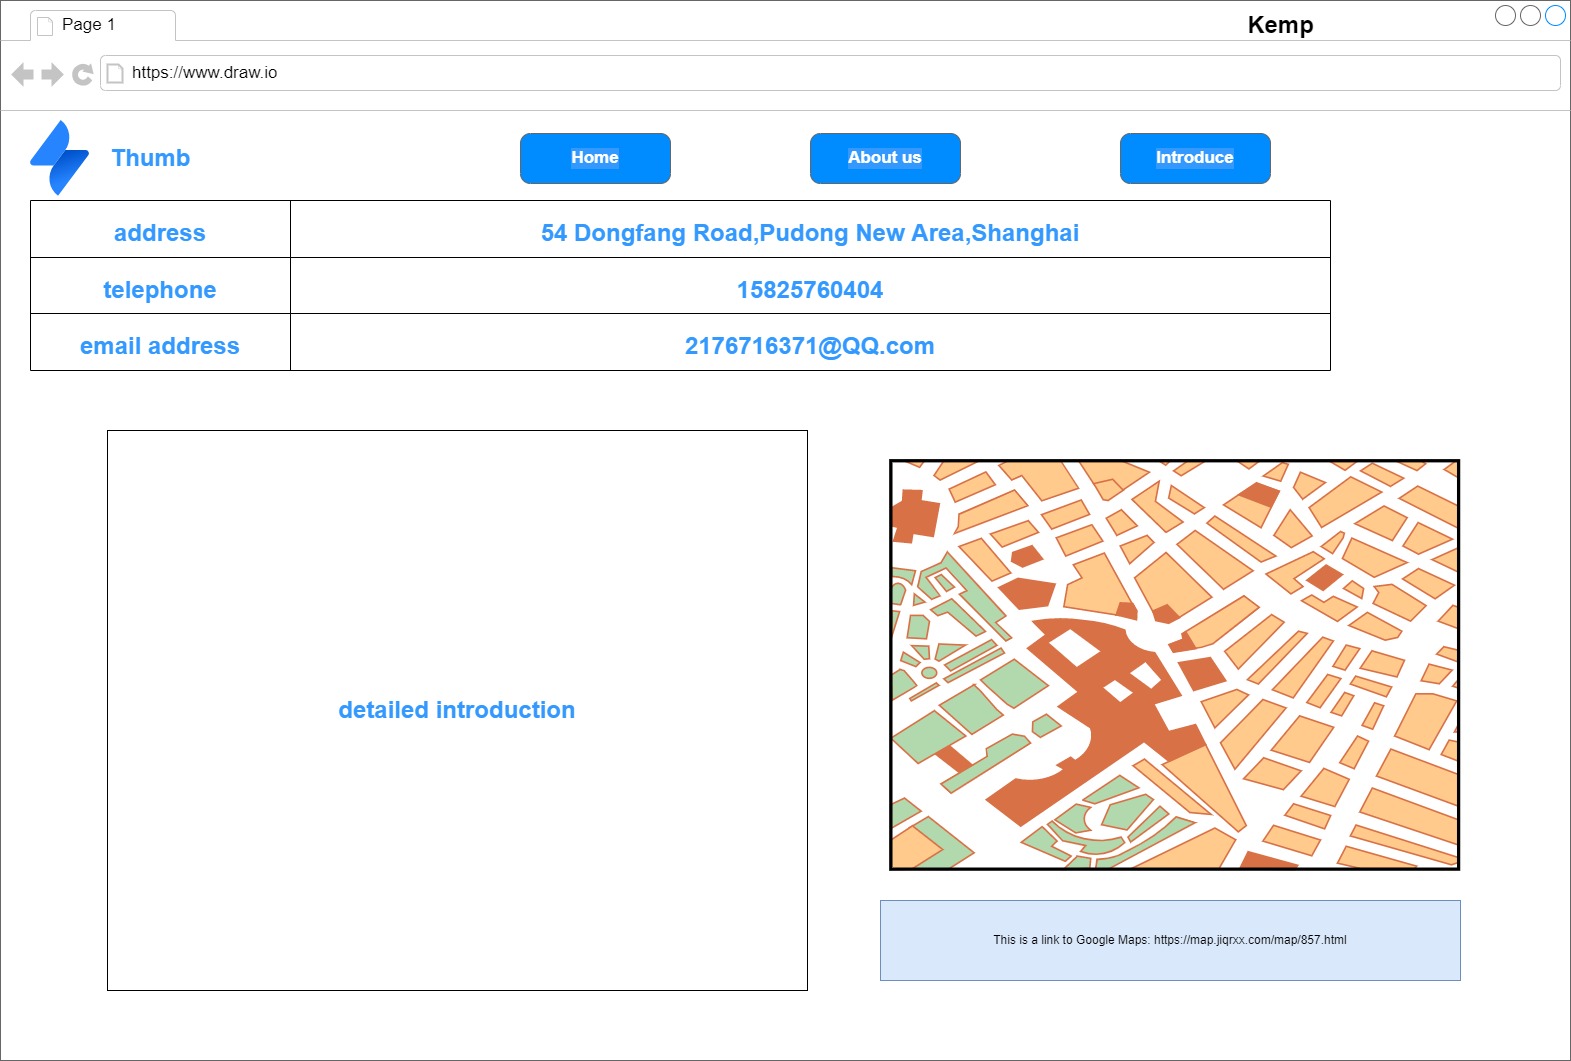 Page 1
Kemp
https://www.draw.io
Thumb
Home
About us
Introduce
address
54 Dongfang Road,Pudong New Area,Shanghai
telephone
15825760404
email address
2176716371@QQ.com
detailed introduction
This is a link to Google Maps: https://map.jiqrxx.com/map/857.html